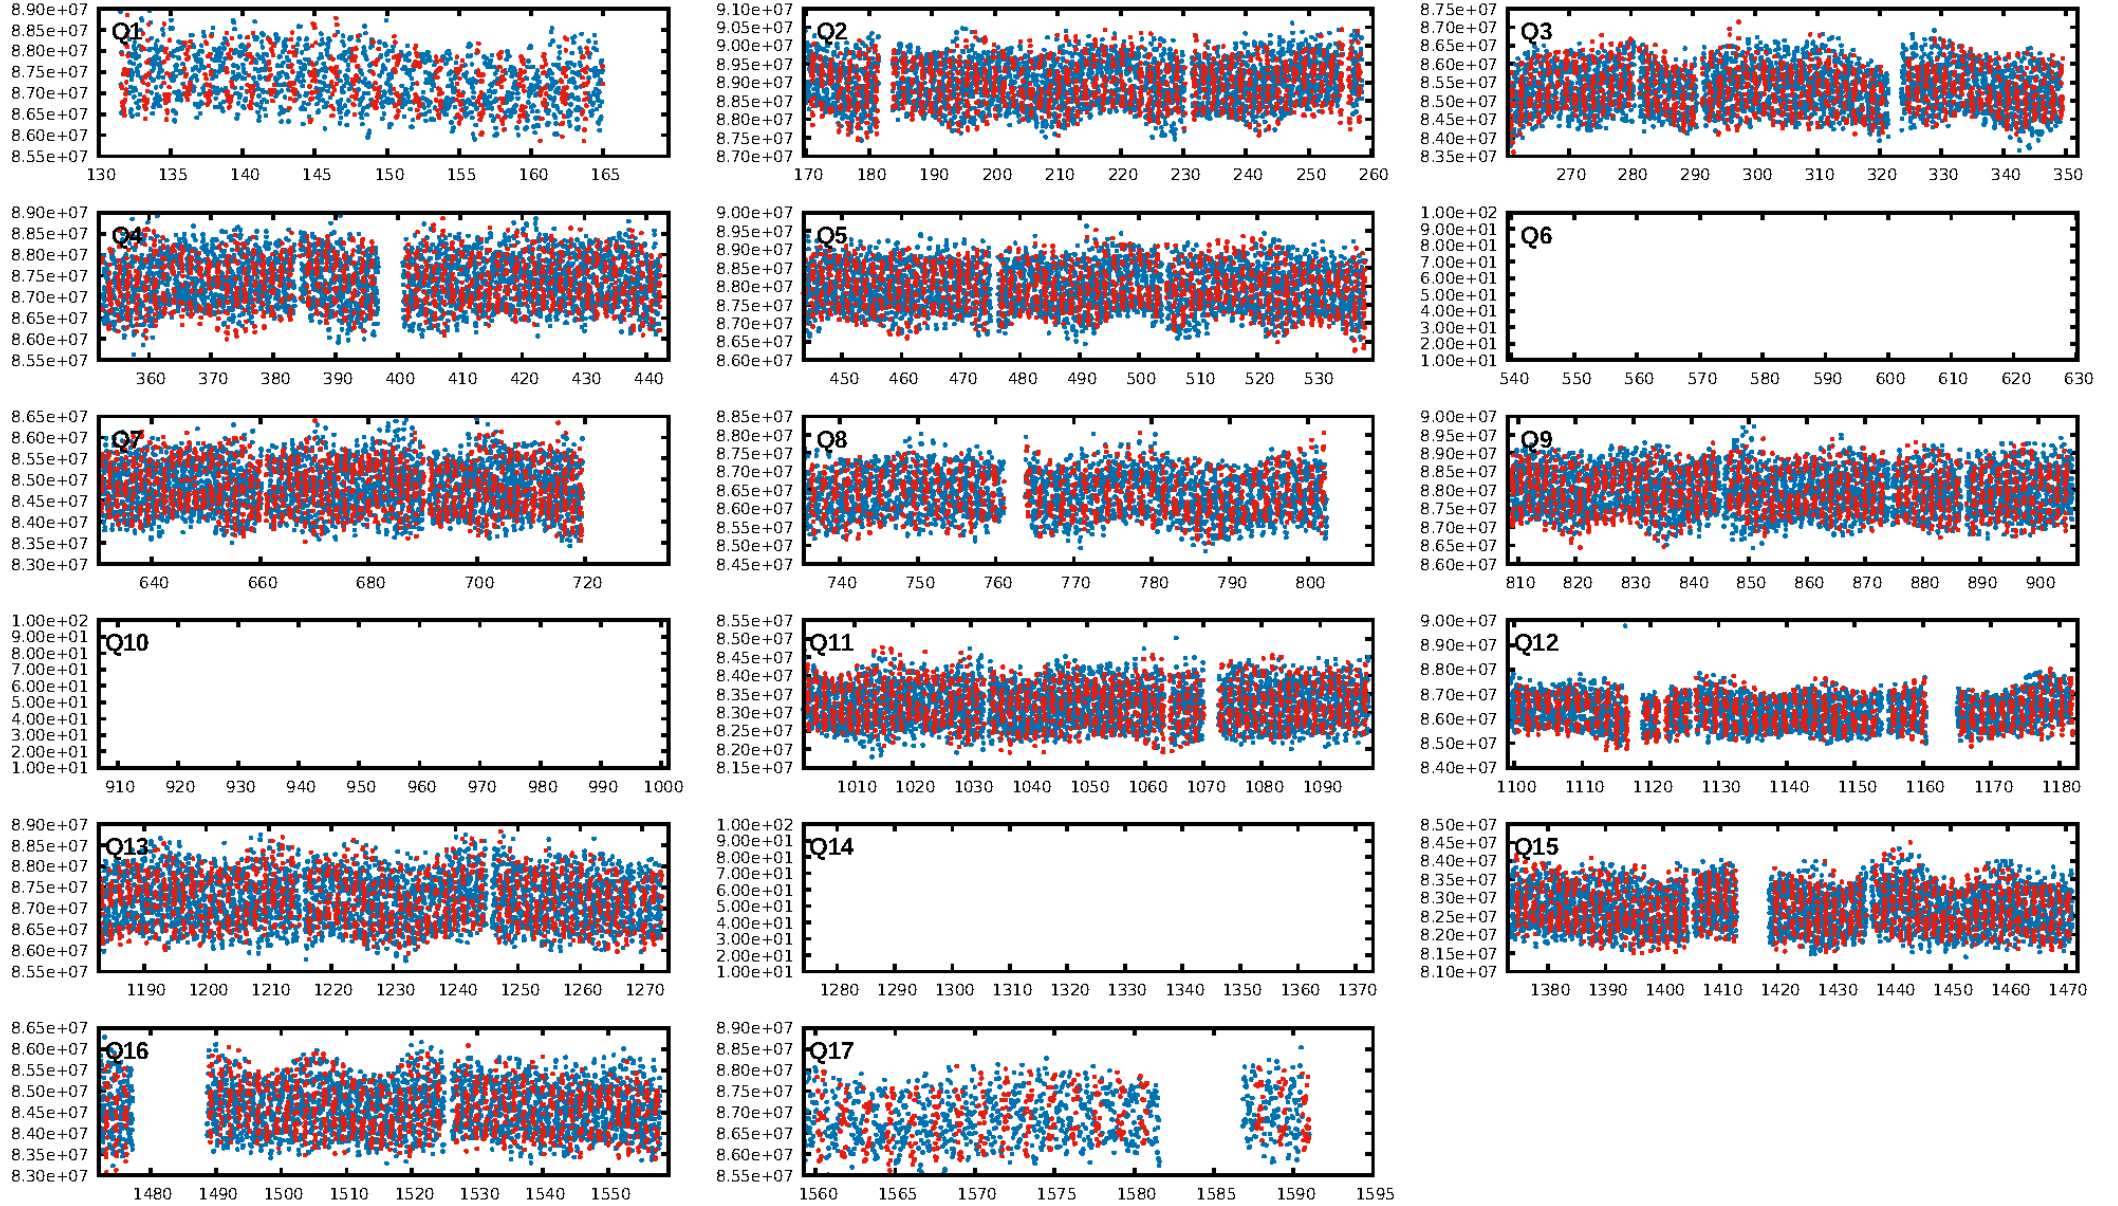 8.90e+07 8.85e+07 8.80e+07 8.75e+07 8.70e+07 8.65e+07 8.60e+07 8.55e+07
Q1
130 135 140 145 150 155 160 165
9.10e+07 9.05e+07 9.00e+07 8.95e+07 8.90e+07 8.85e+07 8.80e+07 8.75e+07 8.70e+07
Q2
170 180 190 200 210 220 230 240 250 260
8.75e+07 8.70e+07 8.65e+07 8.60e+07 8.55e+07 8.50e+07 8.45e+07 8.40e+07 8.35e+07
Q3
270 280 290 300 310 320 330 340 350
8.90e+07 8.85e+07 8.80e+07 8.75e+07 8.70e+07 8.65e+07 8.60e+07 8.55e+07
Q4
360 370 380 390 400 410 420 430 440
9.00e+07 8.95e+07 8.90e+07 8.85e+07 8.80e+07 8.75e+07 8.70e+07 8.65e+07 8.60e+07
Q5
450 460 470 480 490 500 510 520 530
1.00e+02 9.00e+01 8.00e+01 7.00e+01 6.00e+01 5.00e+01 4.00e+01 3.00e+01 2.00e+01 1.00e+01
Q6
540 550 560 570 580 590 600 610 620 630
8.65e+07 8.60e+07 8.55e+07 8.50e+07 8.45e+07 8.40e+07 8.35e+07 8.30e+07
Q7
640 660 680 700 720
8.85e+07 8.80e+07 8.75e+07 8.70e+07 8.65e+07 8.60e+07 8.55e+07 8.50e+07 8.45e+07
Q8
740 750 760 770 780 790 800
9.00e+07 8.95e+07 8.90e+07 8.85e+07 8.80e+07 8.75e+07 8.70e+07 8.65e+07 8.60e+07
Q9
810 820 830 840 850 860 870 880 890 900
1.00e+02 9.00e+01 8.00e+01 7.00e+01 6.00e+01 5.00e+01 4.00e+01 3.00e+01 2.00e+01 1.00e+01
Q10
910 920 930 940 950 960 970 980 990 1000
8.55e+07 8.50e+07 8.45e+07 8.40e+07 8.35e+07 8.30e+07 8.25e+07 8.20e+07 8.15e+07
Q11
1010 1020 1030 1040 1050 1060 1070 1080 1090
9.00e+07 8.90e+07 8.80e+07 8.70e+07 8.60e+07 8.50e+07 8.40e+07
Q12
1100 1110 1120 1130 1140 1150 1160 1170 1180
8.90e+07 8.85e+07 8.80e+07 8.75e+07 8.70e+07 8.65e+07 8.60e+07 8.55e+07
Q13
1190 1200 1210 1220 1230 1240 1250 1260 1270
1.00e+02 9.00e+01 8.00e+01 7.00e+01 6.00e+01 5.00e+01 4.00e+01 3.00e+01 2.00e+01 1.00e+01
Q14
1280 1290 1300 1310 1320 1330 1340 1350 1360 1370
8.50e+07 8.45e+07 8.40e+07 8.35e+07 8.30e+07 8.25e+07 8.20e+07 8.15e+07 8.10e+07
Q15
1380 1390 1400 1410 1420 1430 1440 1450 1460 1470
8.65e+07 8.60e+07 8.55e+07 8.50e+07 8.45e+07 8.40e+07 8.35e+07 8.30e+07
Q16
1480 1490 1500 1510 1520 1530 1540 1550
8.90e+07 8.85e+07 8.80e+07 8.75e+07 8.70e+07 8.65e+07 8.60e+07 8.55e+07
Q17
1560 1565 1570 1575 1580 1585 1590 1595